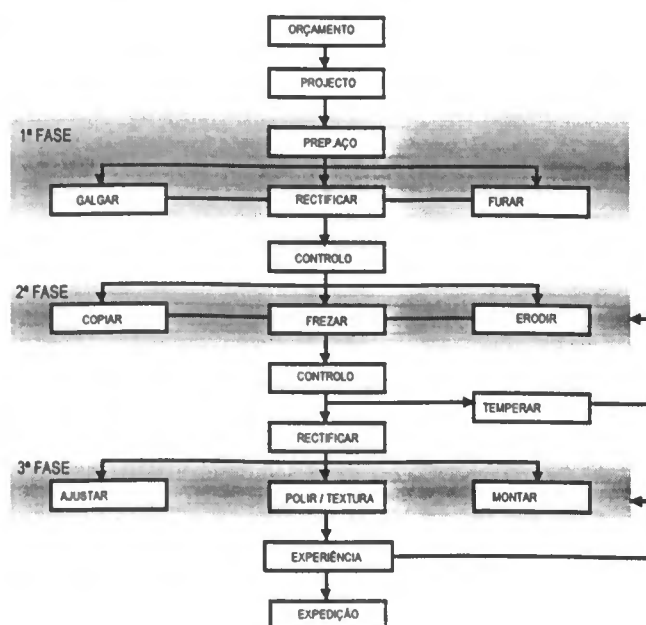 ORÇAMENTO
PROJECTO
1ª FASE
PREP.AÇO
GALGAR
RECTIFICAR
FURAR
CONTROLO
2ª FASE
COPIAR
FREZAR
ERODIR
CONTROLO
TEMPERAR
RECTIFICAR
3ª FASE
AJUSTAR
POLIR / TEXTURA
MONTAR
EXPERIÊNCIA
EXPEDIÇÃO